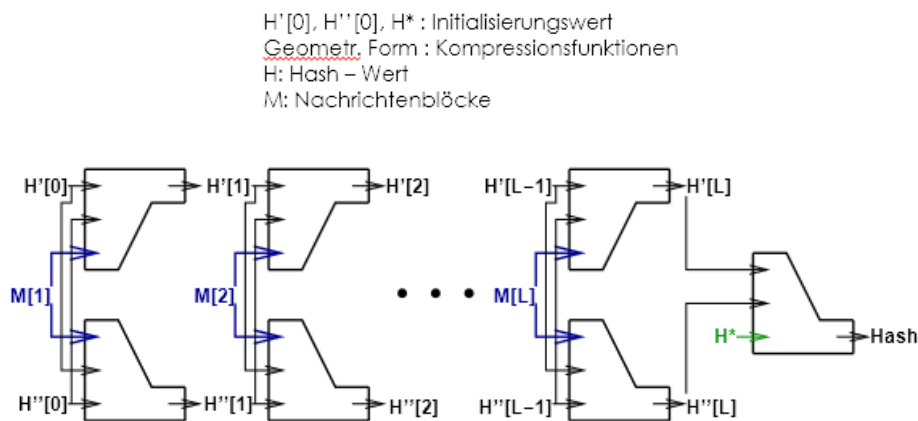 H'[0], H''[0], H* : Initialisierungswert
Geometr. Form : Kompressionsfunktionen
H: Hash – Wert
M: Nachrichtenblöcke
H'[0] H'[1] H'[2] H'[L−1] H'[L]
M[1] M[2] • • • M[L]
H* Hash
H''[0] H''[1] H''[2] H''[L−1] H''[L]